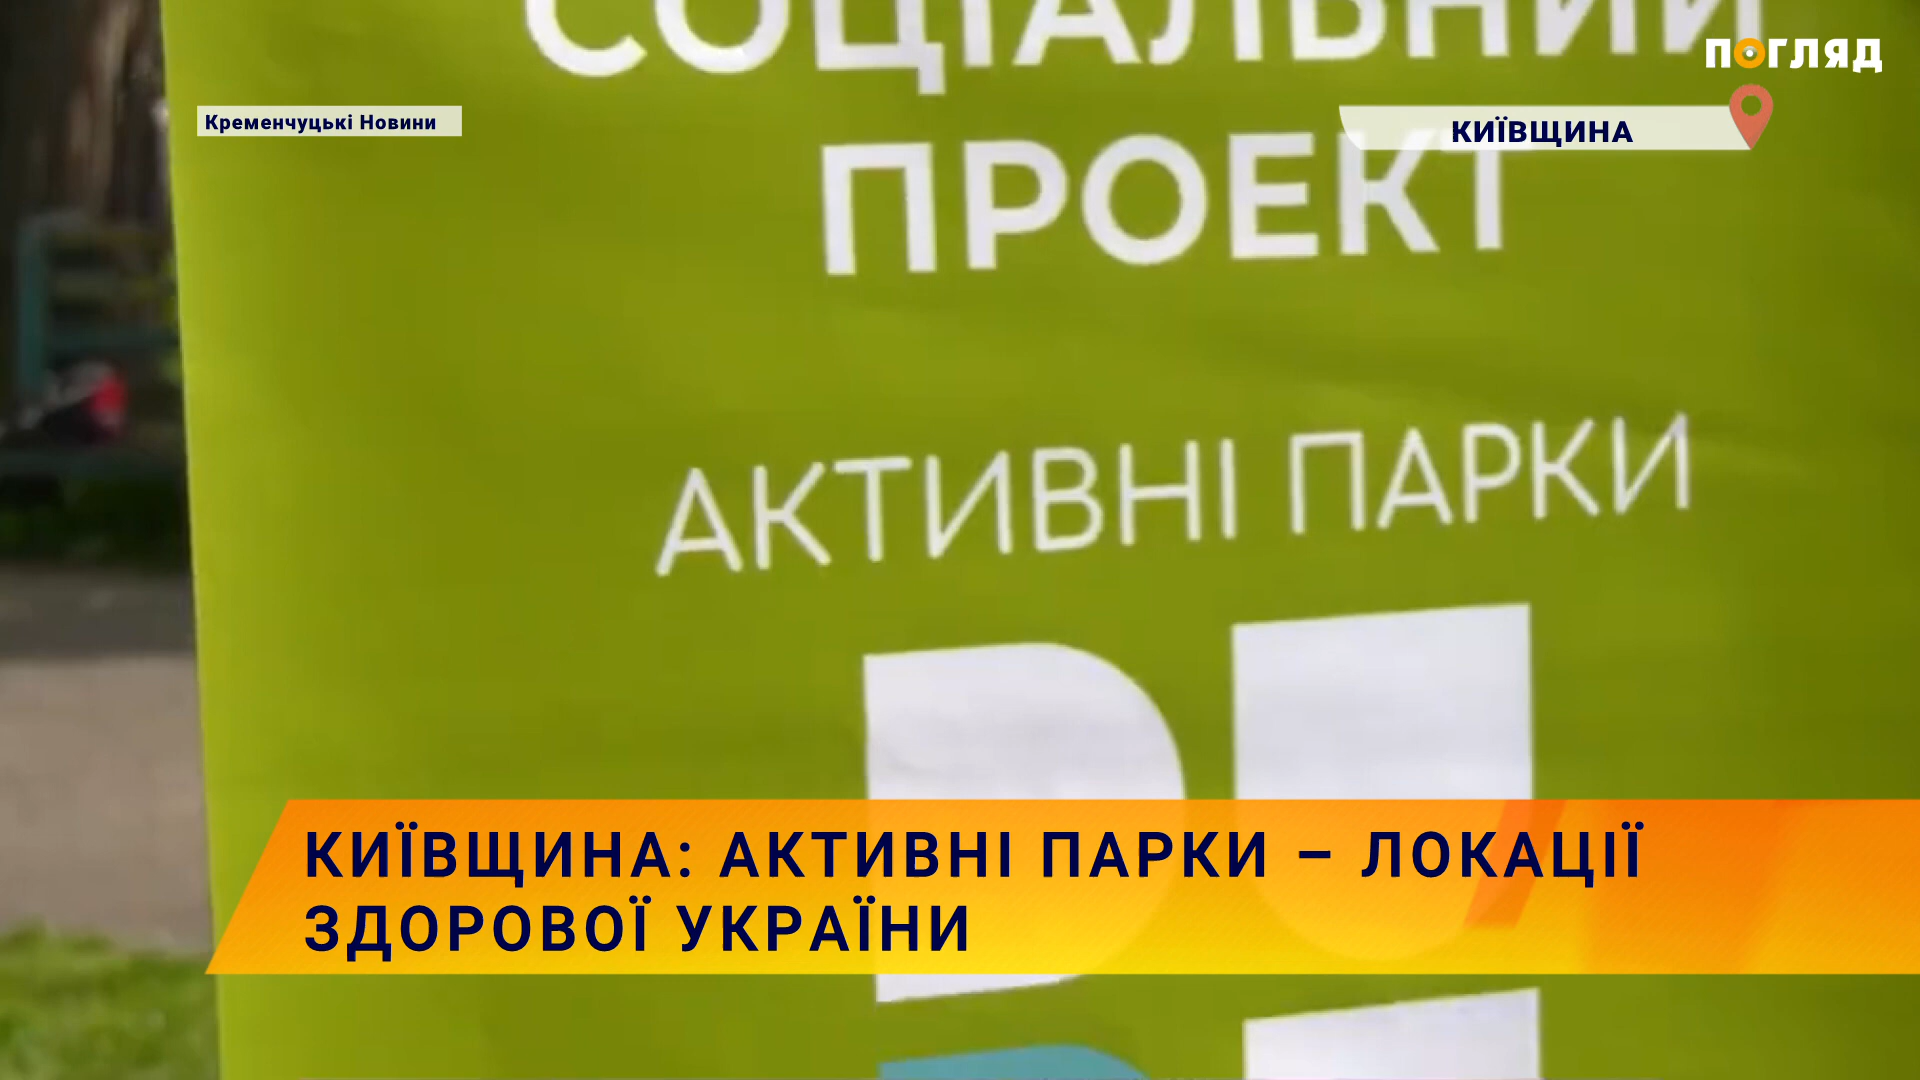 СОЦІАЛЬНИЙ
ПОГЛЯД
Кременчуцькі Новини
КИЇВЩИНА
ПРОЕКТ
АКТИВНІ ПАРКИ
КИЇВЩИНА: АКТИВНІ ПАРКИ – ЛОКАЦІЇ
ЗДОРОВОЇ УКРАЇНИ